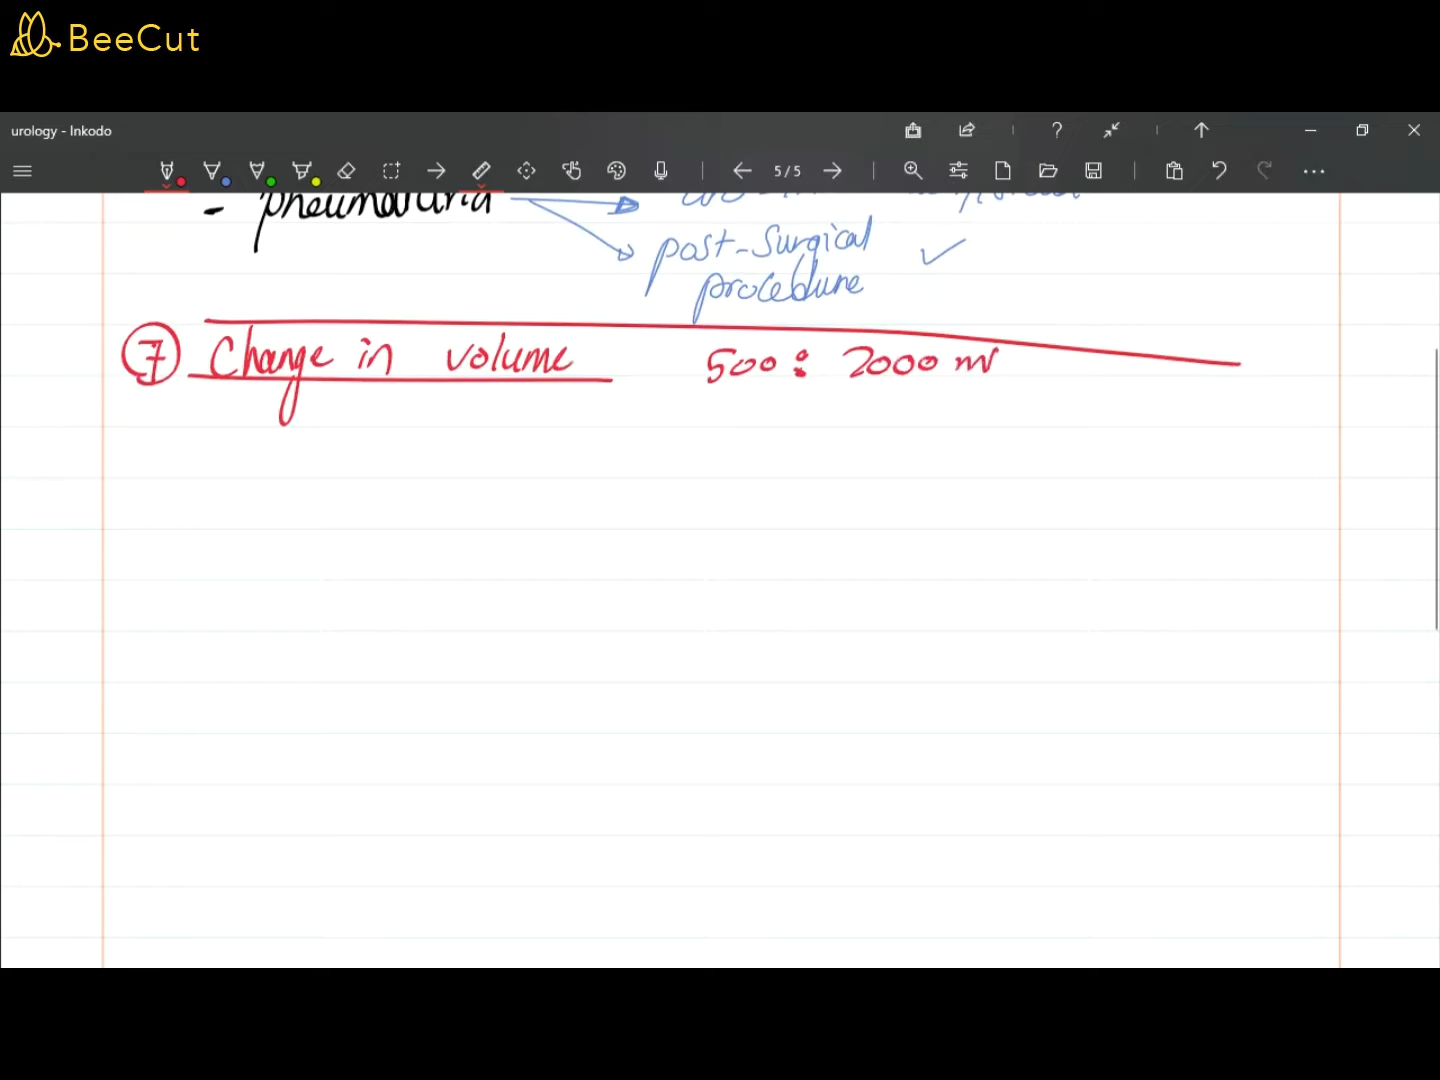 BeeCut
urology - Inkodo
5 / 5
- pneumaturia
post-surgical ✓
procedure
⑦ Change in volume 500 : 2000 ml